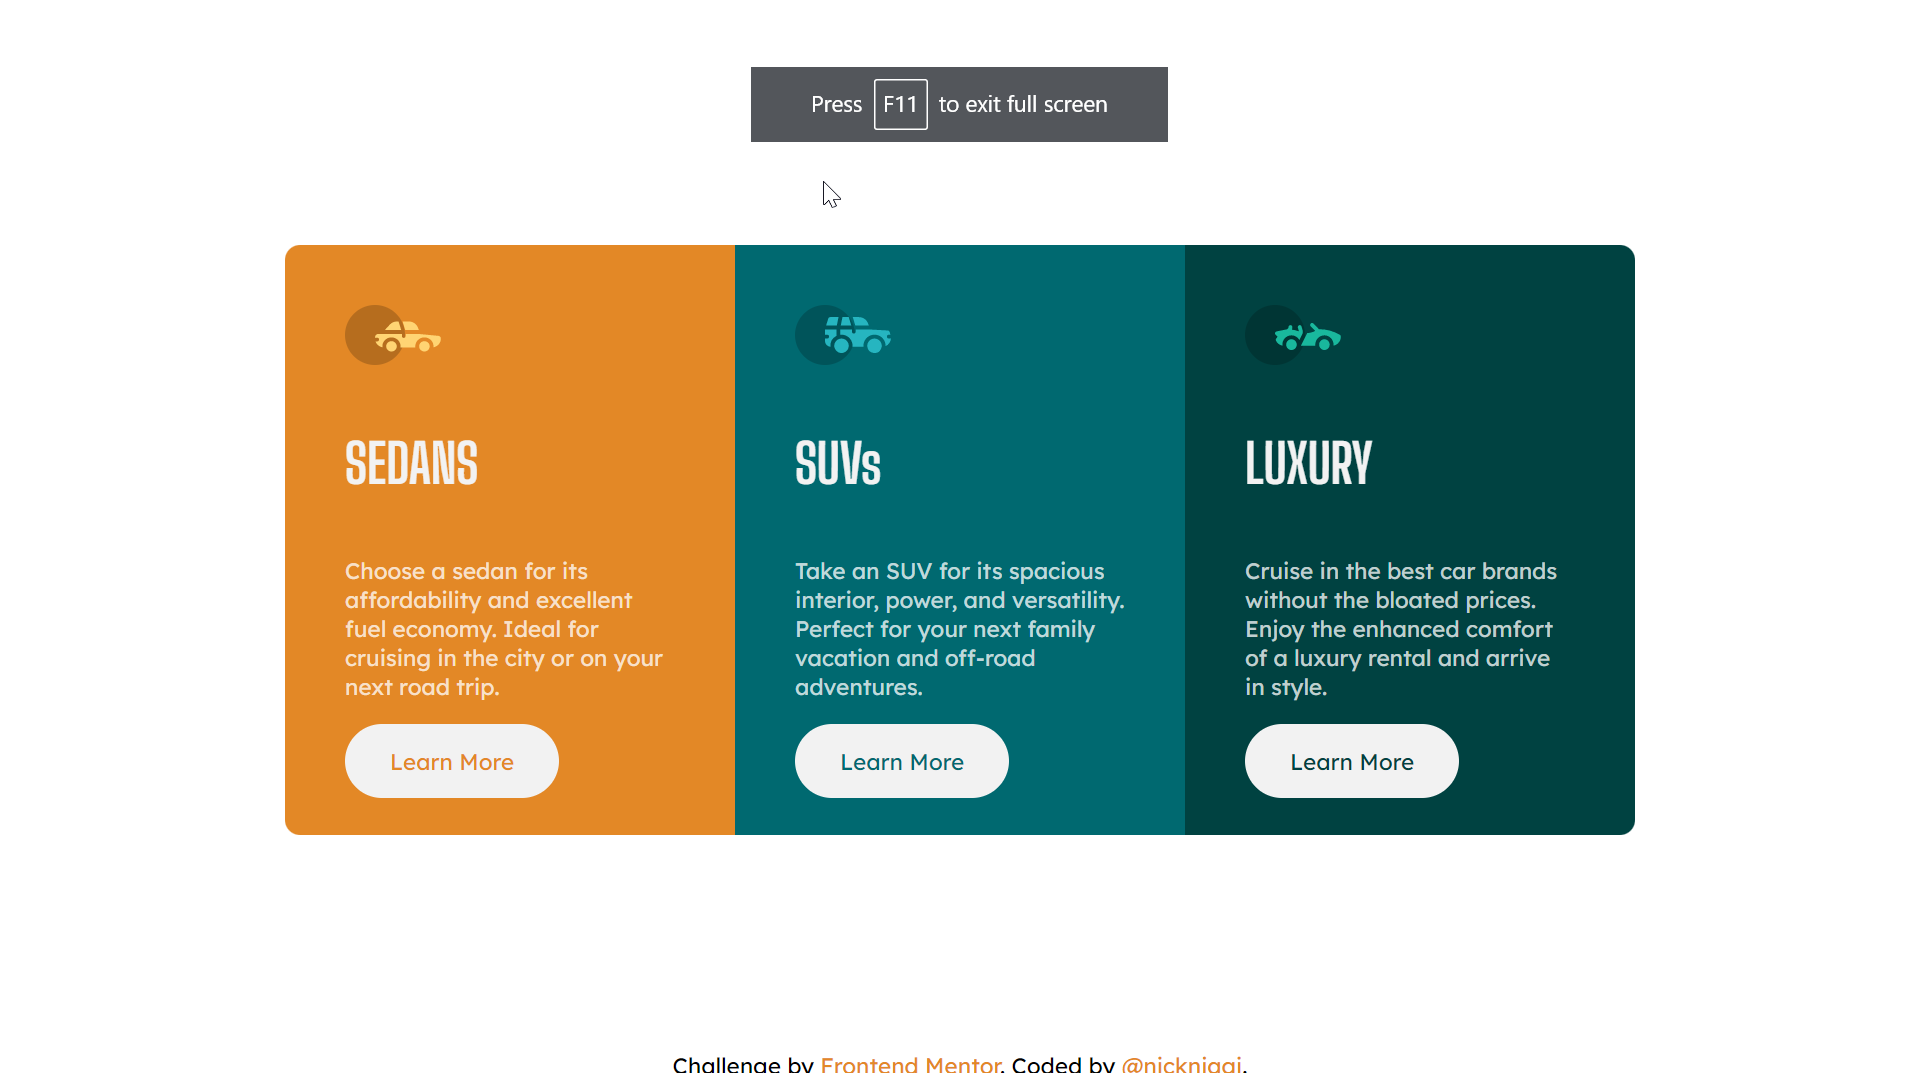 Press F11 to exit full screen
SEDANS
Choose a sedan for its
affordability and excellent
fuel economy. Ideal for
cruising in the city or on your
next road trip.
Learn More
SUVs
Take an SUV for its spacious
interior, power, and versatility.
Perfect for your next family
vacation and off-road
adventures.
Learn More
LUXURY
Cruise in the best car brands
without the bloated prices.
Enjoy the enhanced comfort
of a luxury rental and arrive
in style.
Learn More
Challenge by Frontend Mentor. Coded by